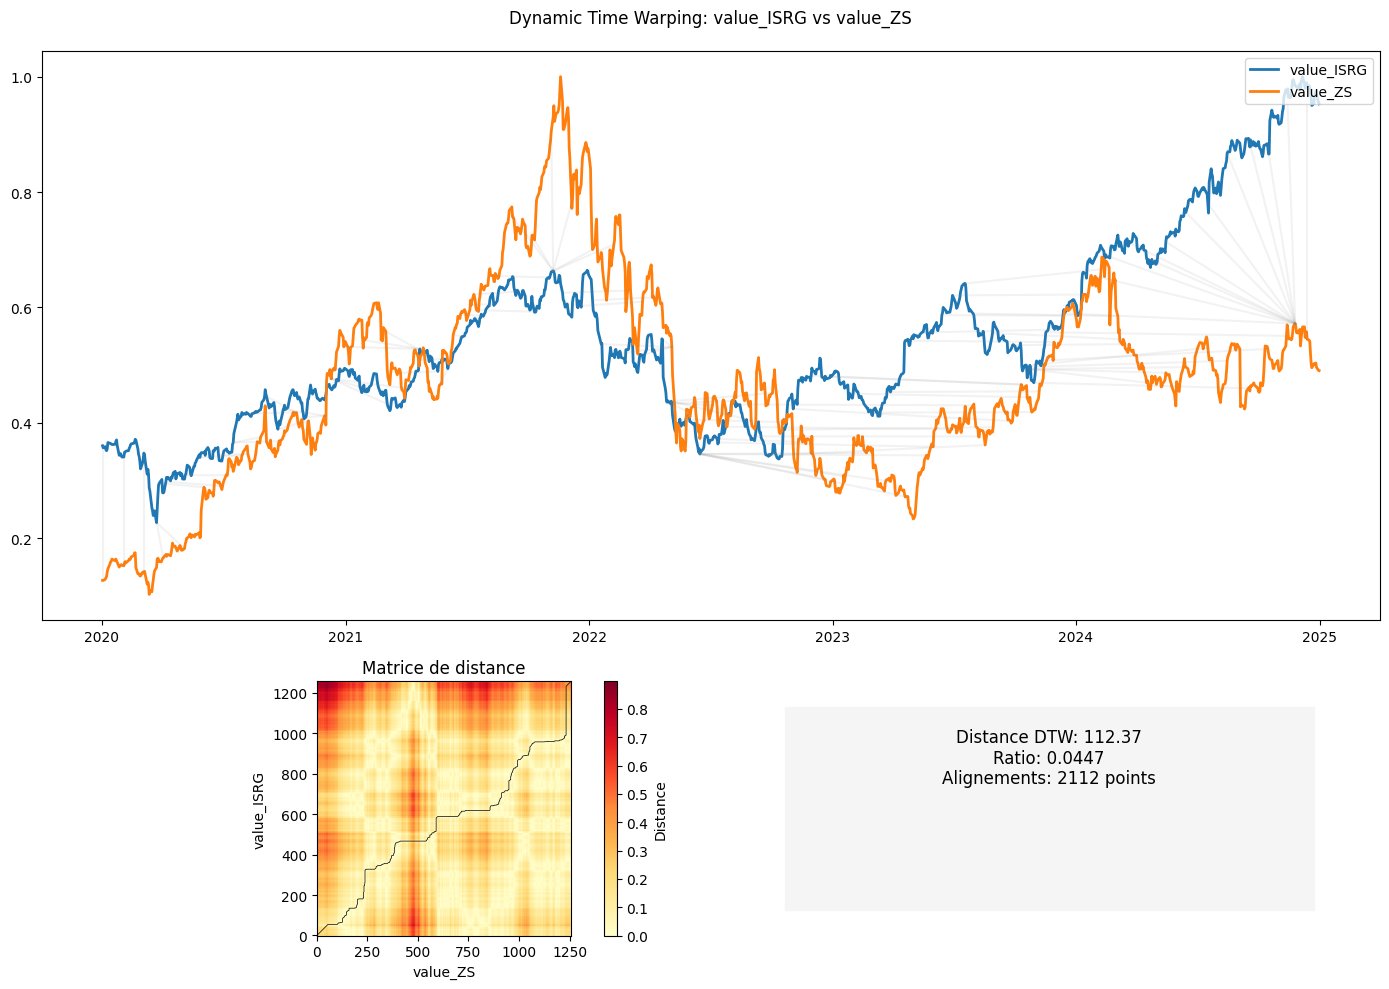 Dynamic Time Warping: value_ISRG vs value_ZS
value_ISRG
value_ZS
1.0
0.8
0.6
0.4
0.2
2020 2021 2022 2023 2024 2025
Matrice de distance
1200
1000
800
600
400
200
0
value_ISRG
0 250 500 750 1000 1250
value_ZS
0.8
0.7
0.6
0.5
0.4
0.3
0.2
0.1
0.0
Distance
Distance DTW: 112.37
Ratio: 0.0447
Alignements: 2112 points